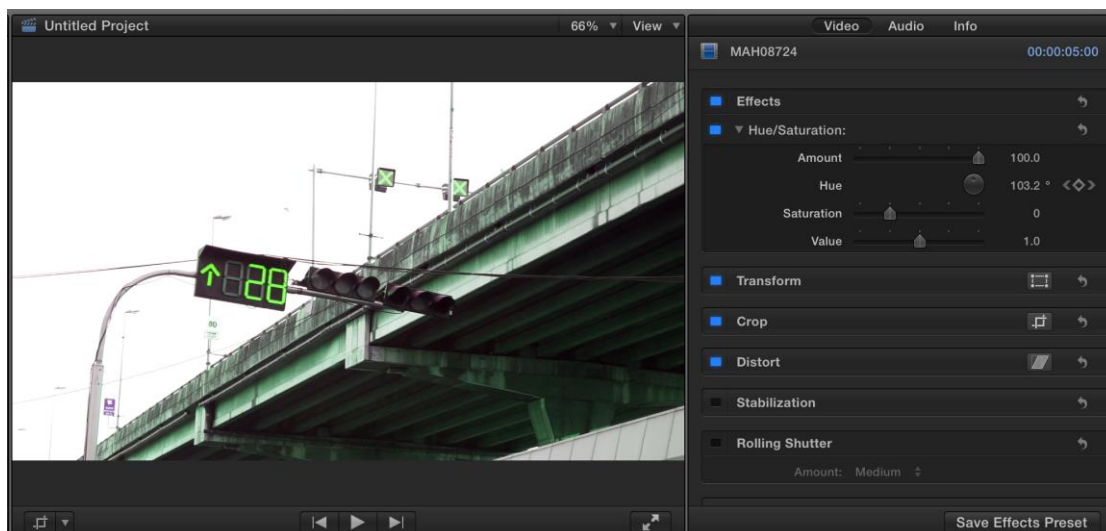 Untitled Project
66%
View
Video
Audio
Info
MAH08724
00:00:05:00
Effects
Hue/Saturation:
Amount
100.0
Hue
103.2 °
Saturation
0
Value
1.0
28
80
Transform
Crop
Distort
Stabilization
Rolling Shutter
Amount: Medium
Save Effects Preset